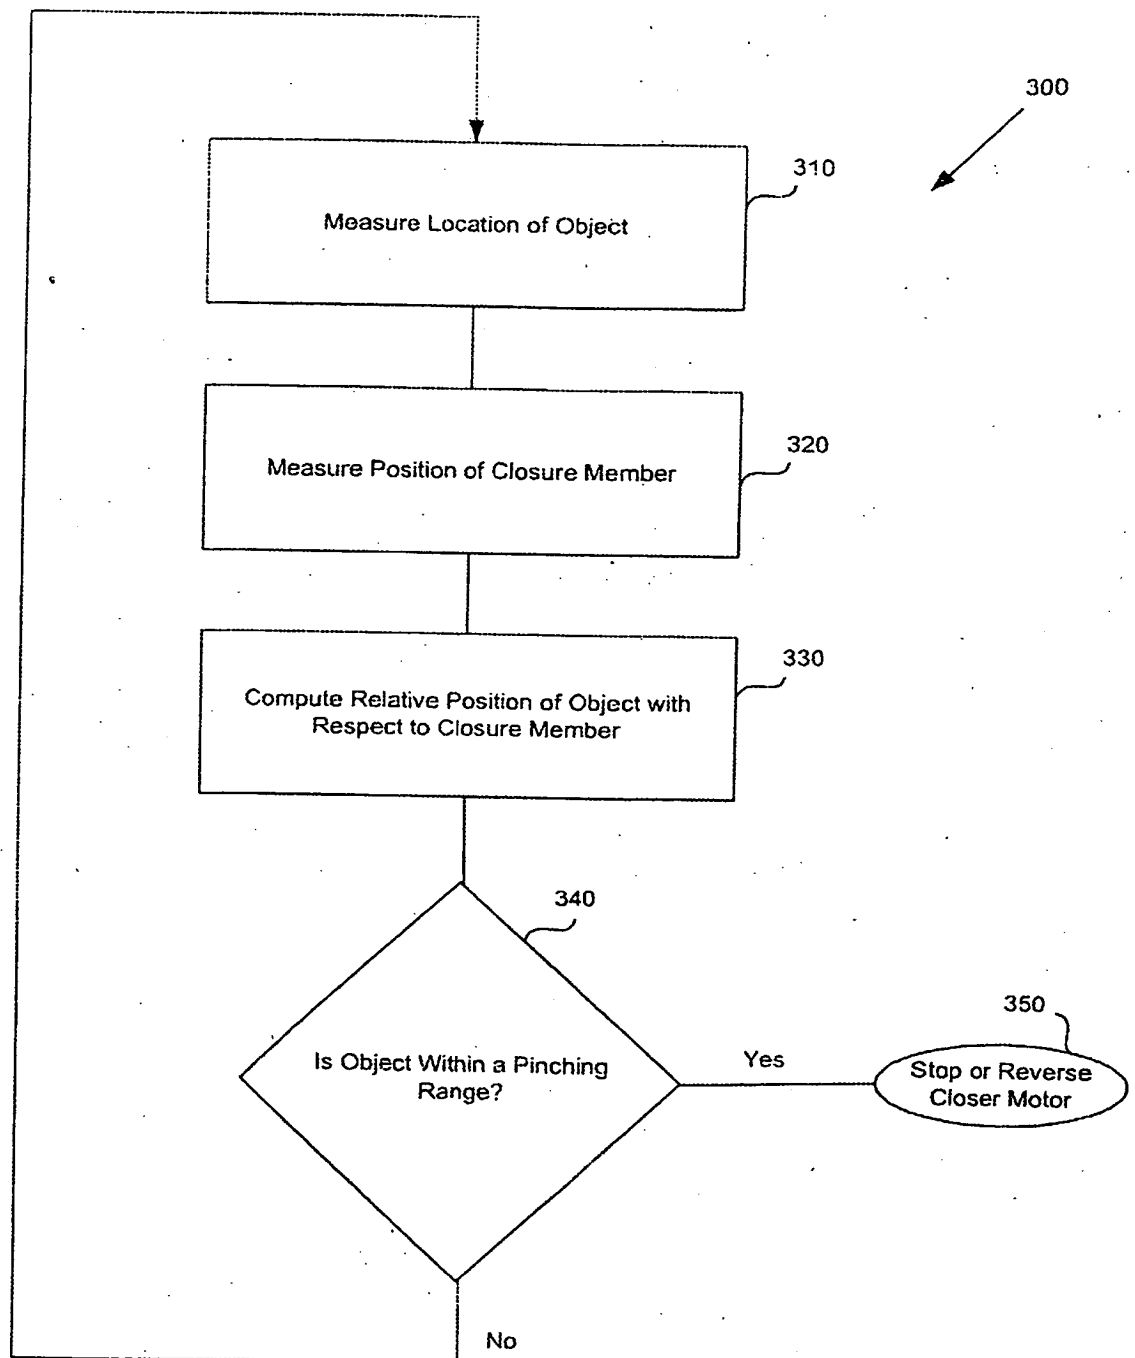 300
310
Measure Location of Object
320
Measure Position of Closure Member
330
Compute Relative Position of Object with
Respect to Closure Member
340
Is Object Within a Pinching
Range?
Yes
350
Stop or Reverse
Closer Motor
No